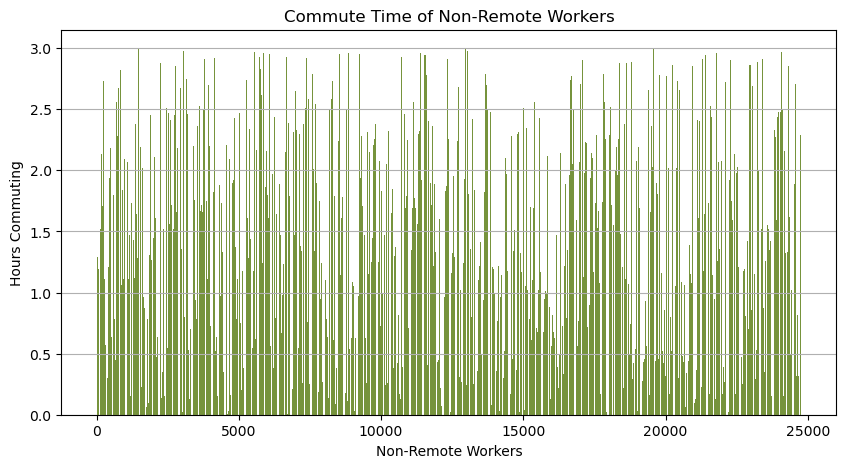 Commute Time of Non-Remote Workers
Hours Commuting
3.0
2.5
2.0
1.5
1.0
0.5
0.0
0 5000 10000 15000 20000 25000
Non-Remote Workers